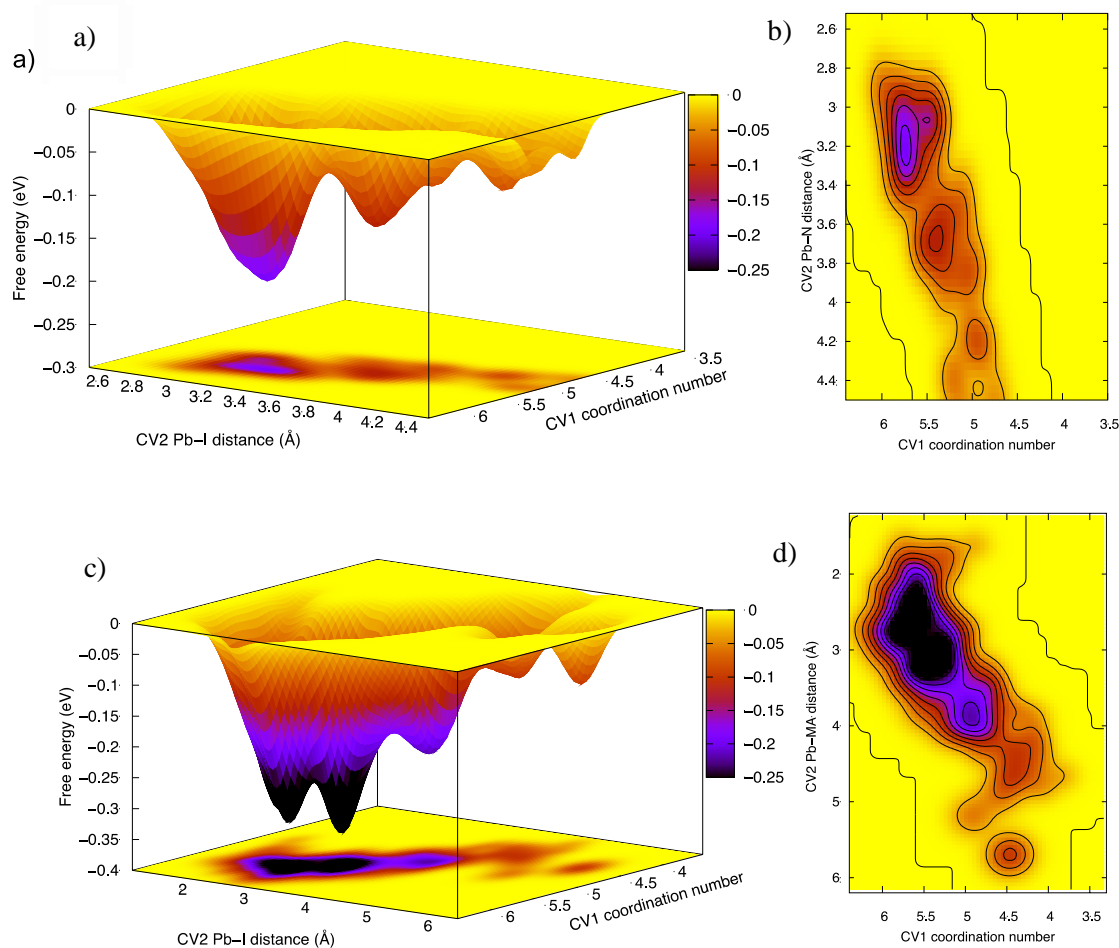 a)
a)
0
−0.05
−0.1
−0.15
−0.2
−0.25
−0.3
Free energy (eV)
2.6 2.8 3 3.2 3.4 3.6 3.8 4 4.2 4.4
CV2 Pb−I distance (Å)
6 5.5 5 4.5 4 3.5
CV1 coordination number
0
−0.05
−0.1
−0.15
−0.2
−0.25
b)
2.6
2.8
3
3.2
3.4
3.6
3.8
4
4.2
4.4
CV2 Pb−N distance (Å)
6 5.5 5 4.5 4 3.5
CV1 coordination number
c)
0
−0.05
−0.1
−0.15
−0.2
−0.25
−0.3
−0.35
−0.4
Free energy (eV)
2 3 4 5 6
CV2 Pb−I distance (Å)
6 5.5 5 4.5 4
CV1 coordination number
0
−0.05
−0.1
−0.15
−0.2
−0.25
d)
2
3
4
5
6
CV2 Pb−MA distance (Å)
6 5.5 5 4.5 4 3.5
CV1 coordination number